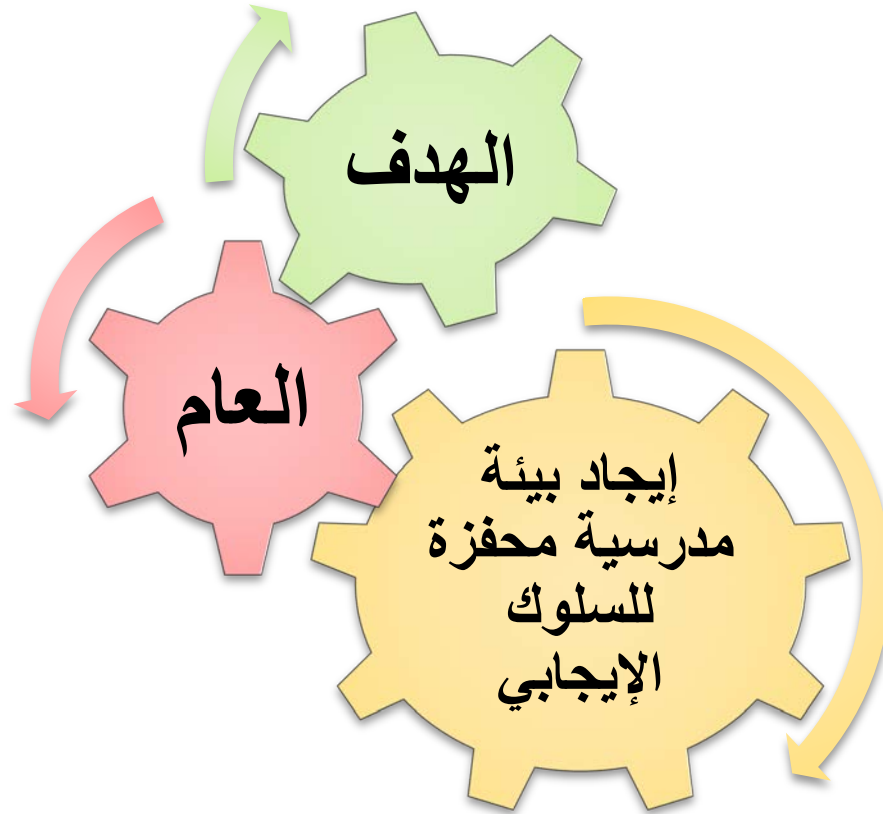 الهدف
العام
إيجاد بيئة
مدرسية محفزة
للسلوك
الإيجابي